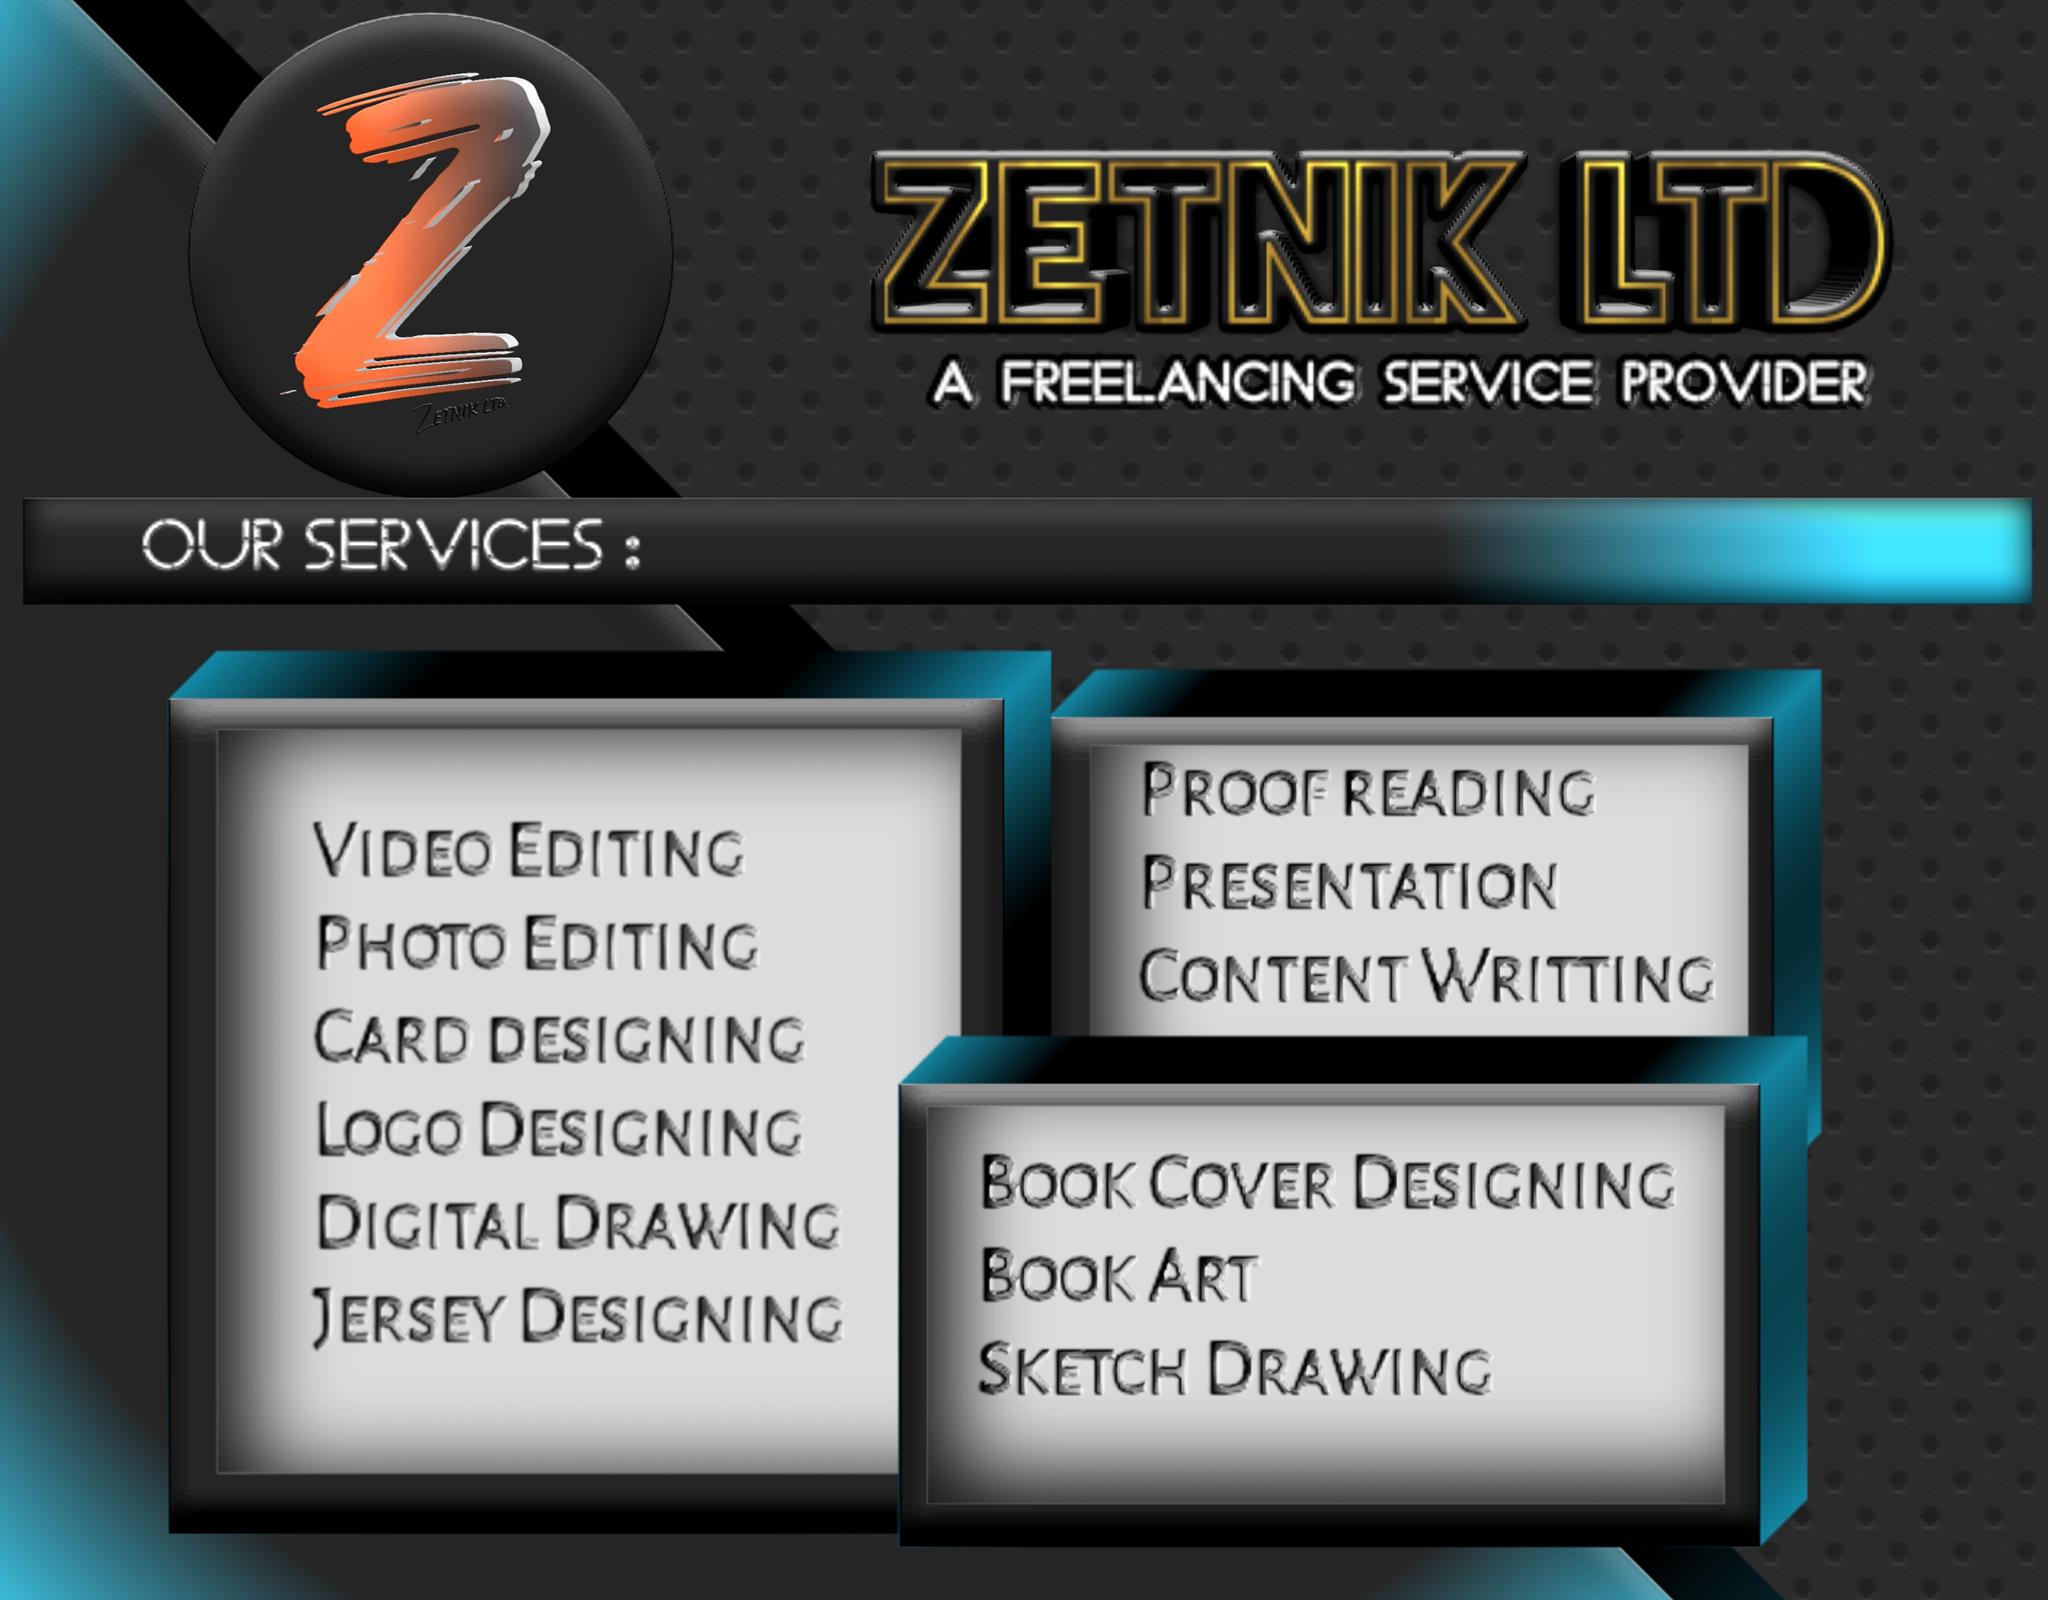 Z
ZETNIK LTD.
ZETNIK LTD
A FREELANCING SERVICE PROVIDER
OUR SERVICES :
VIDEO EDITING
PHOTO EDITING
CARD DESIGNING
LOGO DESIGNING
DIGITAL DRAWING
JERSEY DESIGNING
PROOF READING
PRESENTATION
CONTENT WRITTING
BOOK COVER DESIGNING
BOOK ART
SKETCH DRAWING